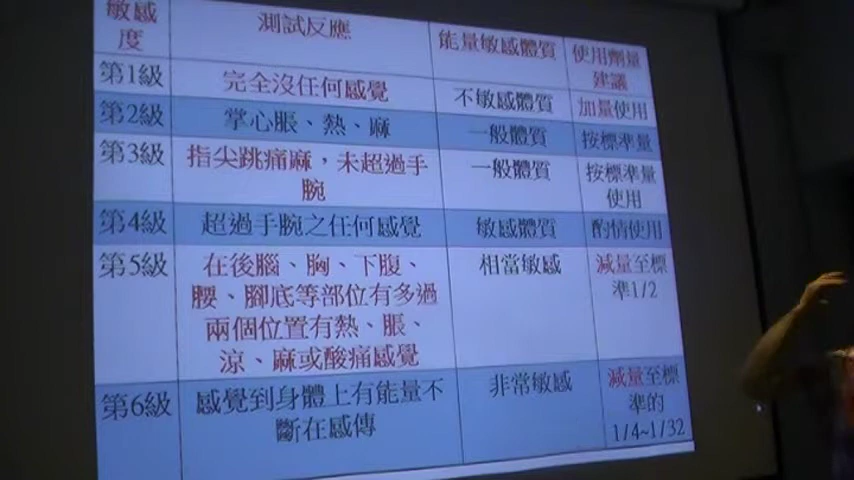 敏感度
測試反應
能量敏感體質
使用劑量
建議
第1級
完全沒任何感覺
不敏感體質
加量使用
第2級
掌心脹、熱、麻
一般體質
按標準量
第3級
指尖跳痛麻，未超過手
腕
一般體質
按標準量
使用
第4級
超過手腕之任何感覺
敏感體質
酌情使用
第5級
在後腦、胸、下腹、
腰、腳底等部位有多過
兩個位置有熱、脹、
涼、麻或酸痛感覺
相當敏感
減量至標
準1/2
第6級
感覺到身體上有能量不
斷在感傳
非常敏感
減量至標
準的
1/4~1/32